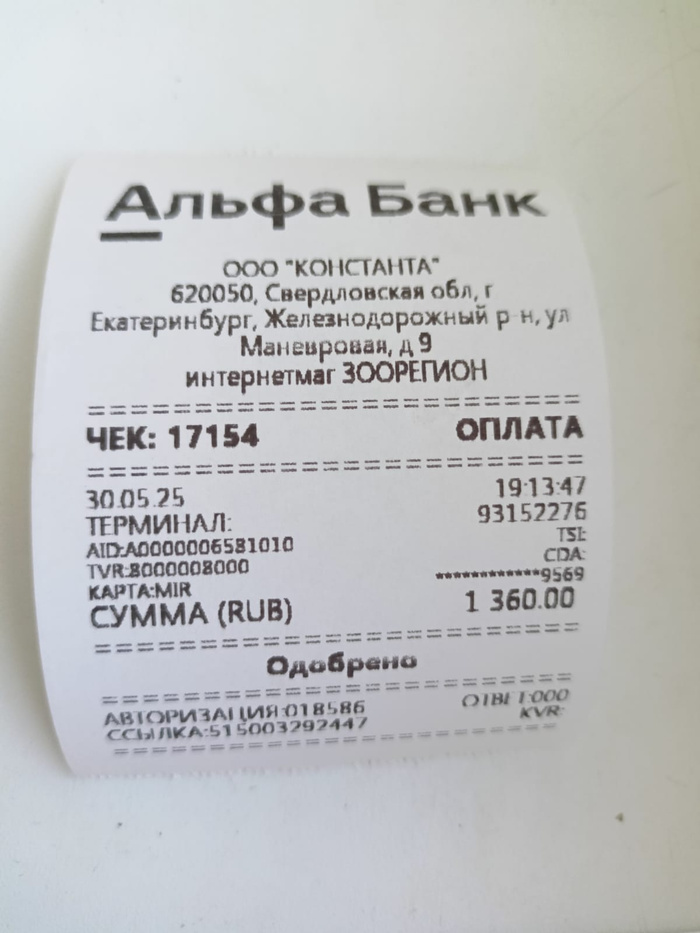 Альфа Банк
ООО "КОНСТАНТА"
620050, Свердловская обл, г
Екатеринбург, Железнодорожный р-н, ул
Маневровая, д 9
интернетмаг ЗООРЕГИОН
ЧЕК: 17154 ОПЛАТА
30.05.25 19:13:47
ТЕРМИНАЛ: 93152276
AID:A0000006581010 TSI:
TVR:8000008000 CDA:
КАРТА:MIR ************9569
СУММА (RUB) 1 360.00
Одобрено
АВТОРИЗАЦИЯ:018586 ОТВЕТ:000
ССЫЛКА:515003292447 KVR: